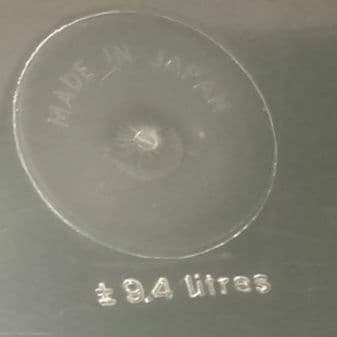 MADE IN JAPAN
± 9.4 litres